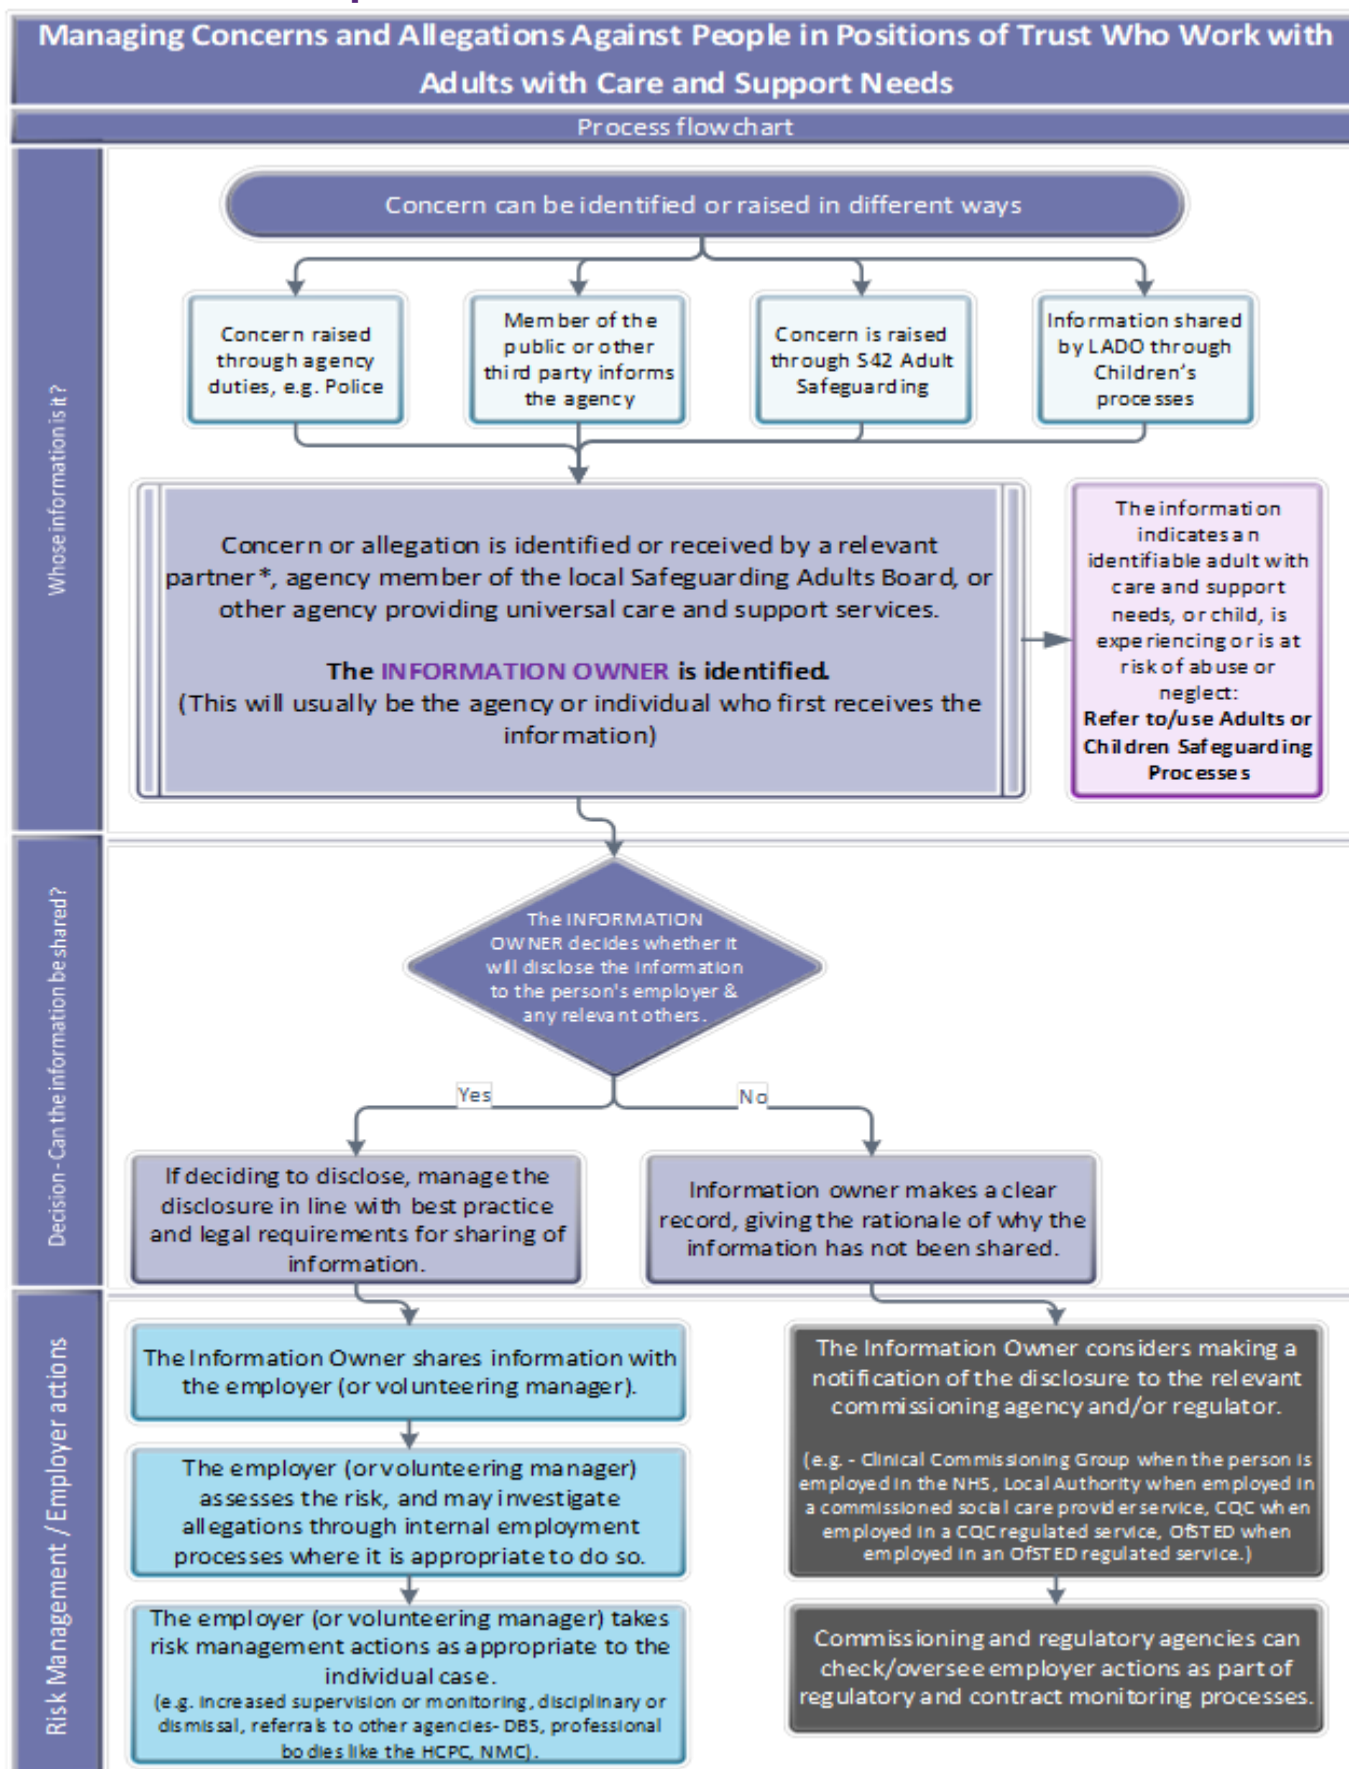 Managing Concerns and Allegations Against People in Positions of Trust Who Work with
Adults with Care and Support Needs
Process flowchart
Whose information is it?
Concern can be identified or raised in different ways
Concern raised
through agency
duties, e.g. Police
Member of the
public or other
third party informs
the agency
Concern is raised
through S42 Adult
Safeguarding
Information shared
by LADO through
Children's
processes
Concern or allegation is identified or received by a relevant
partner*, agency member of the local Safeguarding Adults Board, or
other agency providing universal care and support services.
The INFORMATION OWNER is identified.
(This will usually be the agency or individual who first receives the
information)
The information
indicates an
identifiable adult with
care and support
needs, or child, is
experiencing or is at
risk of abuse or
neglect:
Refer to/use Adults or
Children Safeguarding
Processes
Decision - Can the information be shared?
The INFORMATION
OWNER decides whether it
will disclose the information
to the person's employer &
any relevant others.
Yes
No
If deciding to disclose, manage the
disclosure in line with best practice
and legal requirements for sharing of
information.
Information owner makes a clear
record, giving the rationale of why the
information has not been shared.
Risk Management / Employer actions
The Information Owner shares information with
the employer (or volunteering manager).
The employer (or volunteering manager)
assesses the risk, and may investigate
allegations through internal employment
processes where it is appropriate to do so.
The employer (or volunteering manager) takes
risk management actions as appropriate to the
individual case.
(e.g. increased supervision or monitoring, disciplinary or
dismissal, referrals to other agencies- DBS, professional
bodies like the HCPC, NMC).
The Information Owner considers making a
notification of the disclosure to the relevant
commissioning agency and/or regulator.
(e.g. - Clinical Commissioning Group when the person is
employed in the NHS, Local Authority when employed in
a commissioned social care provider service, CQC when
employed in a CQC regulated service, OfSTED when
employed in an OfSTED regulated service.)
Commissioning and regulatory agencies can
check/oversee employer actions as part of
regulatory and contract monitoring processes.